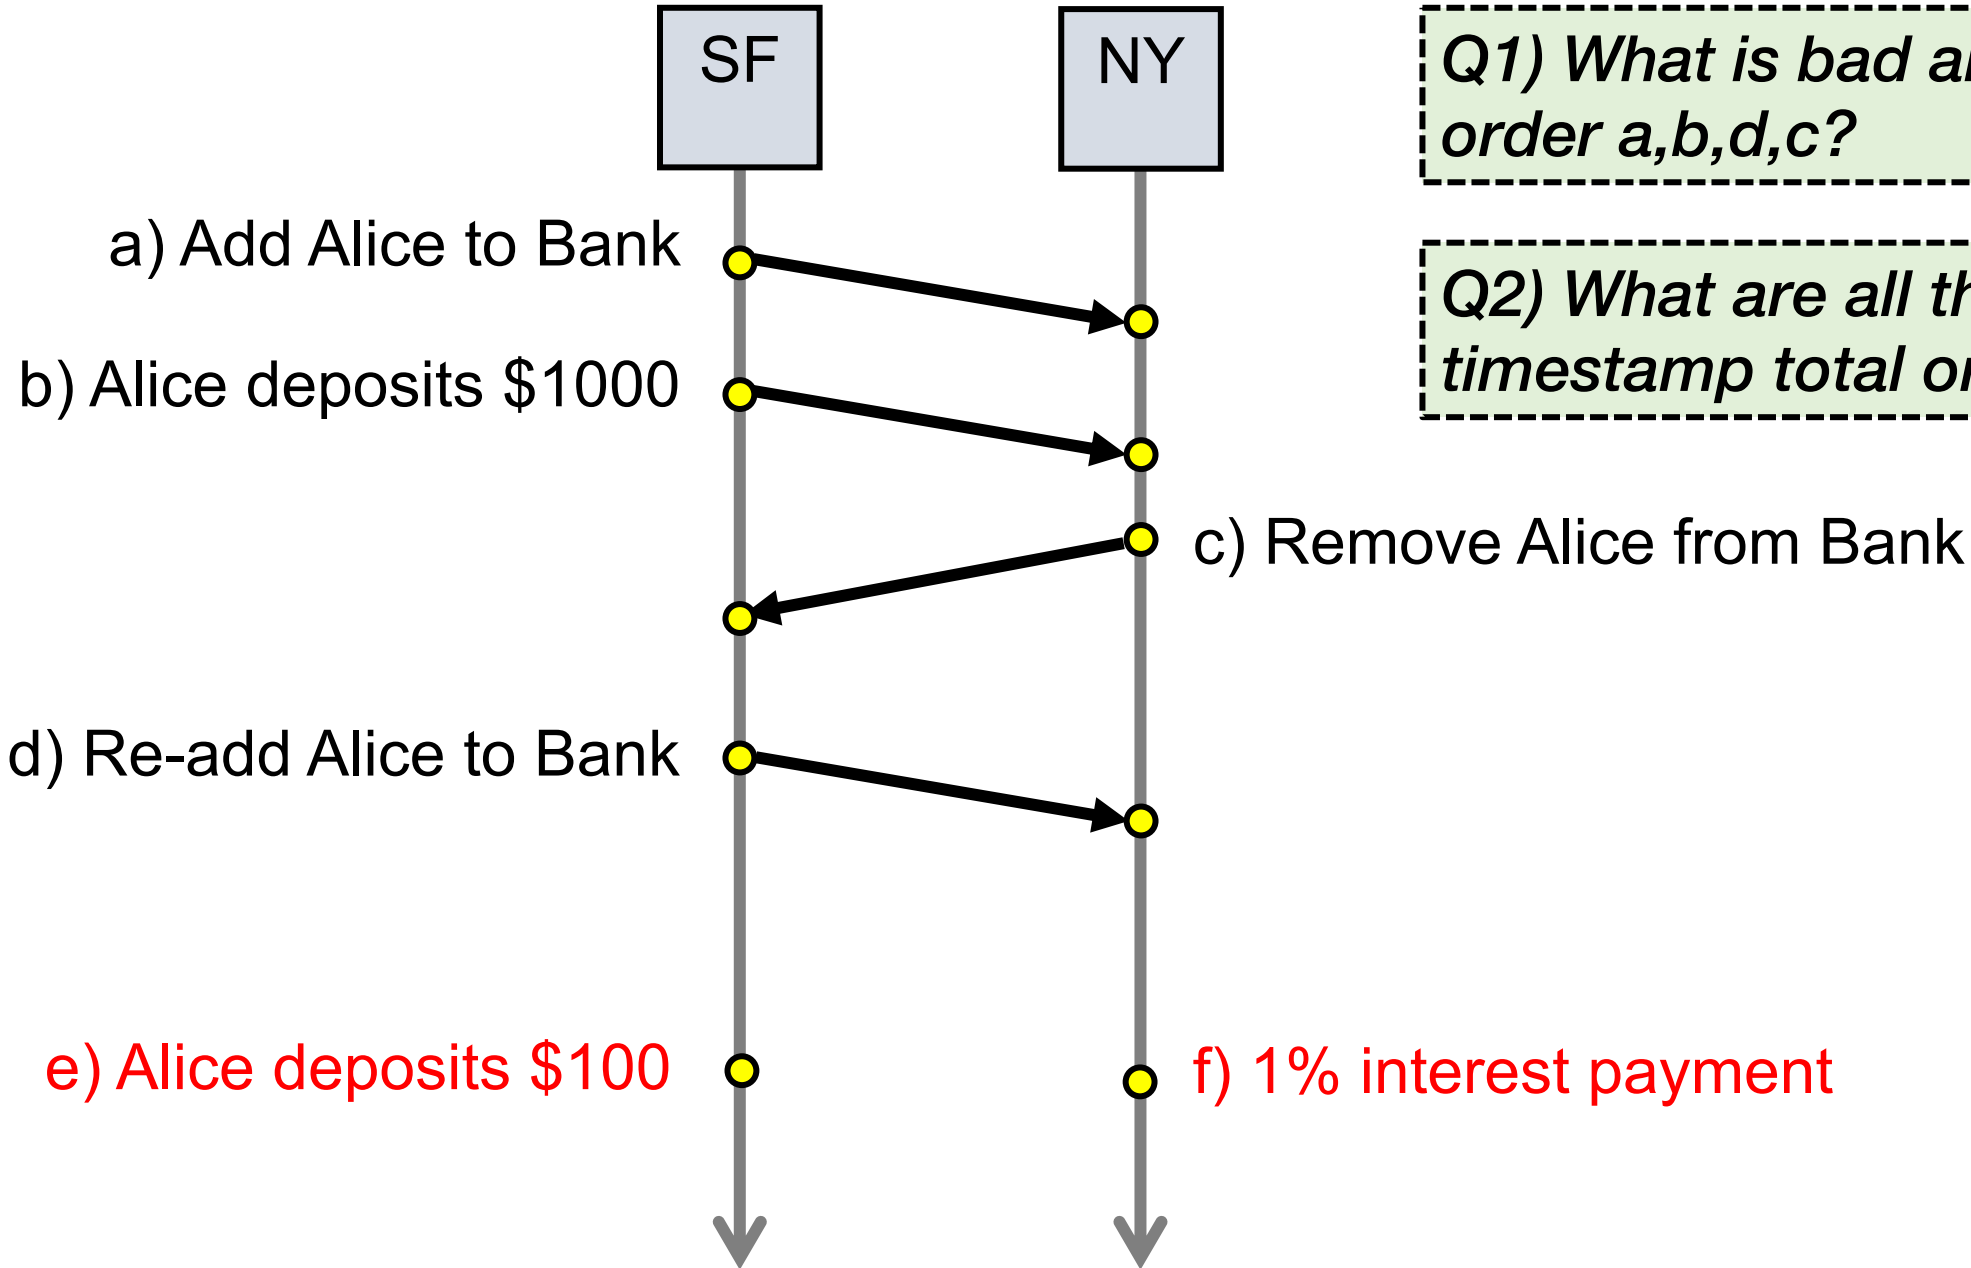 SF
NY
Q1) What is bad
order a,b,d,c?
Q2) What are all
timestamp total
a) Add Alice to Bank
b) Alice deposits $1000
c) Remove Alice from Bank
d) Re-add Alice to Bank
e) Alice deposits $100
f) 1% interest payment